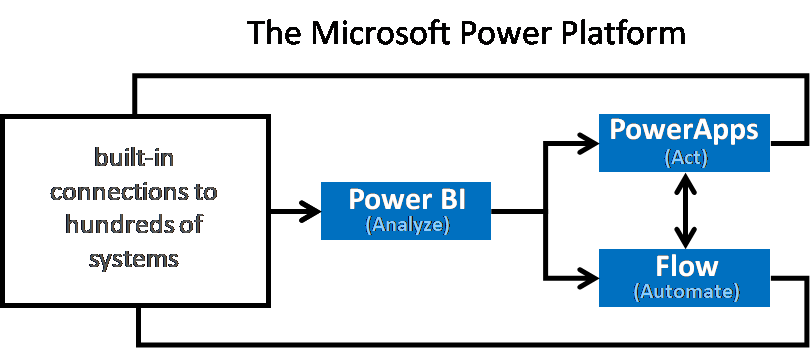 The Microsoft Power Platform
built-in
connections to
hundreds of
systems
Power BI
(Analyze)
PowerApps
(Act)
Flow
(Automate)